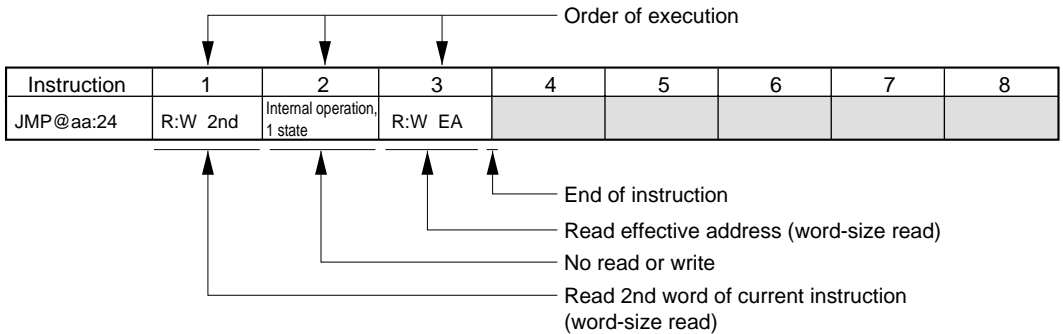 Order of execution
Instruction 1 2 3 4 5 6 7 8
JMP@aa:24 R:W 2nd Internal operation, 1 state R:W EA
End of instruction
Read effective address (word-size read)
No read or write
Read 2nd word of current instruction
(word-size read)